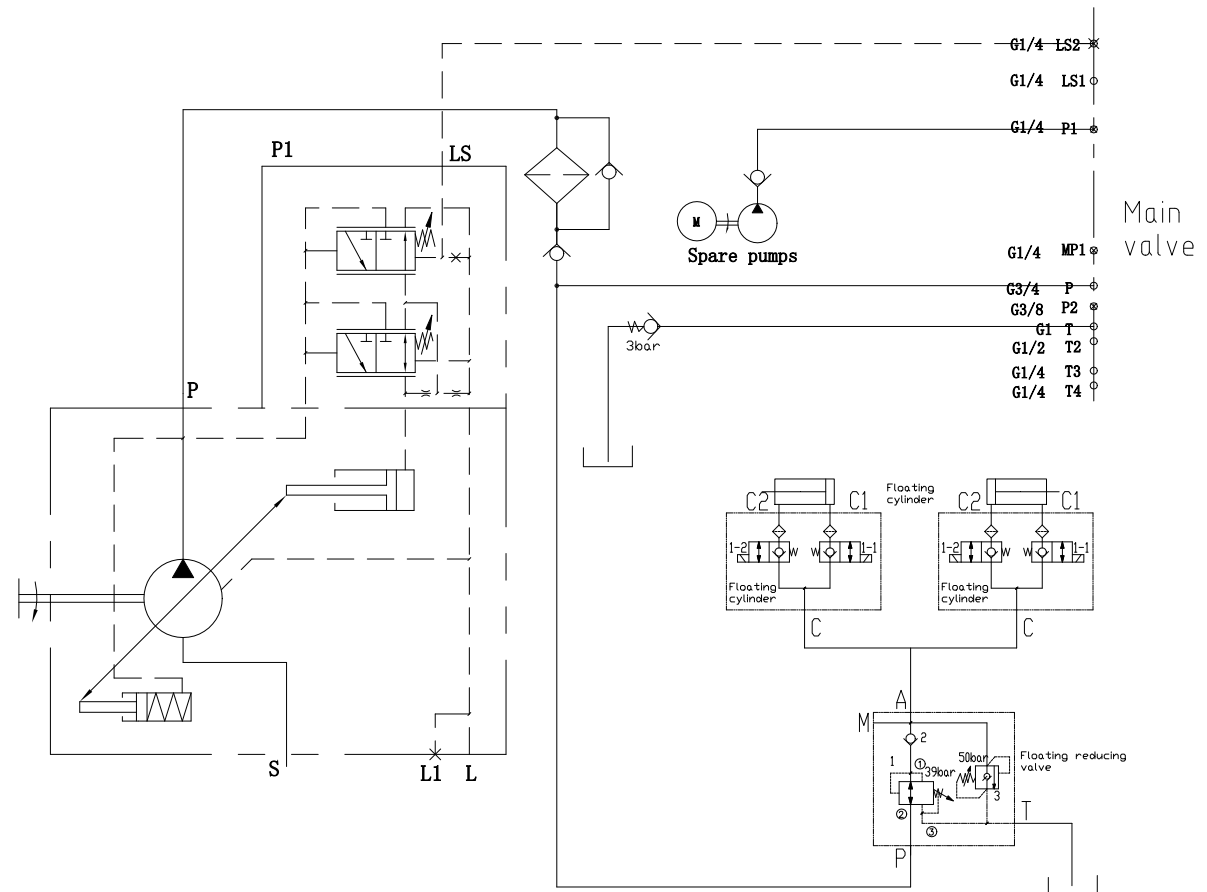 G1/4 LS2
G1/4 LS1
G1/4 P1
P1
LS
M
Spare pumps
Main
valve
G1/4 MP1
G3/4 P
G3/8 P2
G1 T
3bar
G1/2 T2
G1/4 T3
G1/4 T4
P
Floating
cylinder
C2 C1
C2 C1
1-2 1-1
1-2 1-1
Floating
cylinder
Floating
cylinder
C C
A
M
2
1 ① 39bar
50bar
Floating reducing
valve
3
②
③
T
P
S
L1 L